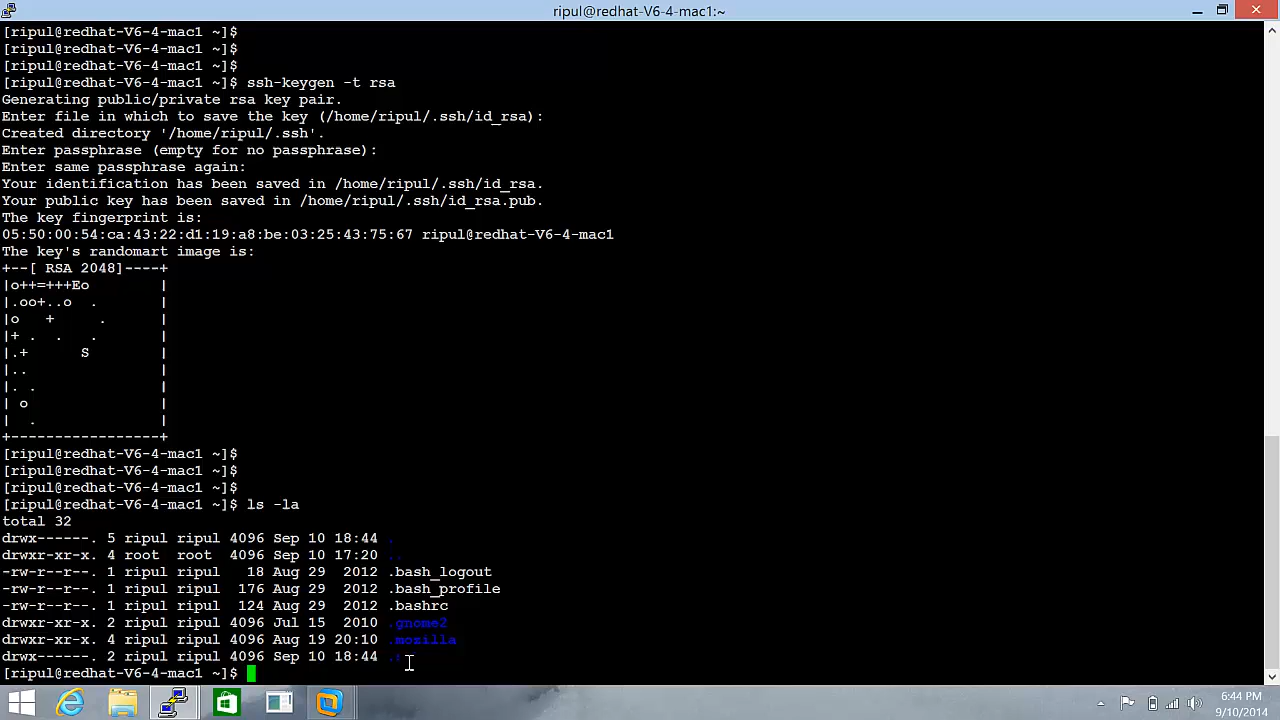 ripul@redhat-V6-4-mac1:~
[ripul@redhat-V6-4-mac1 ~]$
[ripul@redhat-V6-4-mac1 ~]$
[ripul@redhat-V6-4-mac1 ~]$
[ripul@redhat-V6-4-mac1 ~]$ ssh-keygen -t rsa
Generating public/private rsa key pair.
Enter file in which to save the key (/home/ripul/.ssh/id_rsa):
Created directory '/home/ripul/.ssh'.
Enter passphrase (empty for no passphrase):
Enter same passphrase again:
Your identification has been saved in /home/ripul/.ssh/id_rsa.
Your public key has been saved in /home/ripul/.ssh/id_rsa.pub.
The key fingerprint is:
05:50:00:54:ca:43:22:d1:19:a8:be:03:25:43:75:67 ripul@redhat-V6-4-mac1
The key's randomart image is:
+--[ RSA 2048]----+
|o++=+++Eo        |
|.oo+..o  .       |
|o   +     .      |
|+ .  .   .       |
|.+      S        |
|..               |
|. .              |
| o               |
|  .              |
+-----------------+
[ripul@redhat-V6-4-mac1 ~]$
[ripul@redhat-V6-4-mac1 ~]$
[ripul@redhat-V6-4-mac1 ~]$
[ripul@redhat-V6-4-mac1 ~]$ ls -la
total 32
drwx------. 5 ripul ripul 4096 Sep 10 18:44 .
drwxr-xr-x. 4 root  root  4096 Sep 10 17:20 ..
-rw-r--r--. 1 ripul ripul   18 Aug 29  2012 .bash_logout
-rw-r--r--. 1 ripul ripul  176 Aug 29  2012 .bash_profile
-rw-r--r--. 1 ripul ripul  124 Aug 29  2012 .bashrc
drwxr-xr-x. 2 ripul ripul 4096 Jul 15  2010 .gnome2
drwxr-xr-x. 4 ripul ripul 4096 Aug 19 20:10 .mozilla
drwx------. 2 ripul ripul 4096 Sep 10 18:44
[ripul@redhat-V6-4-mac1 ~]$
6:44 PM
9/10/2014